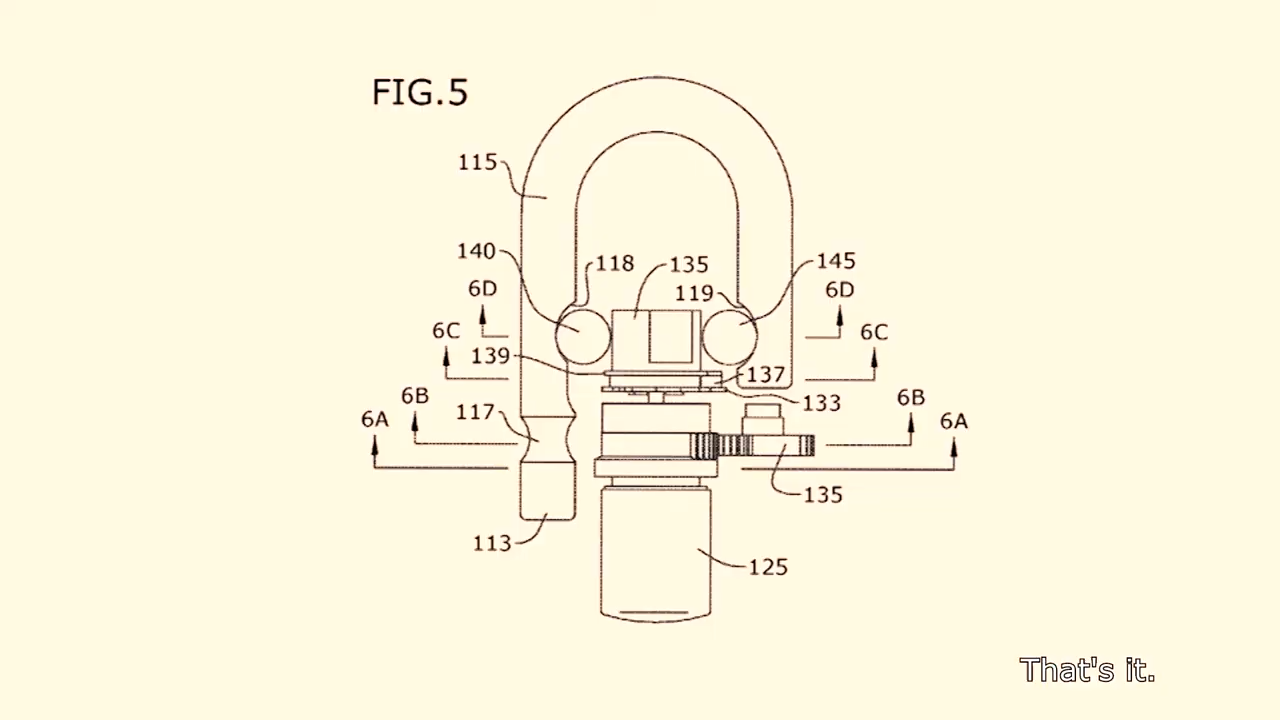 FIG.5
115
140 118 135 145
6D 119 6D
6C 6C
139 137
6B 133 6B
6A 117 6A
135
113
125
That's it.